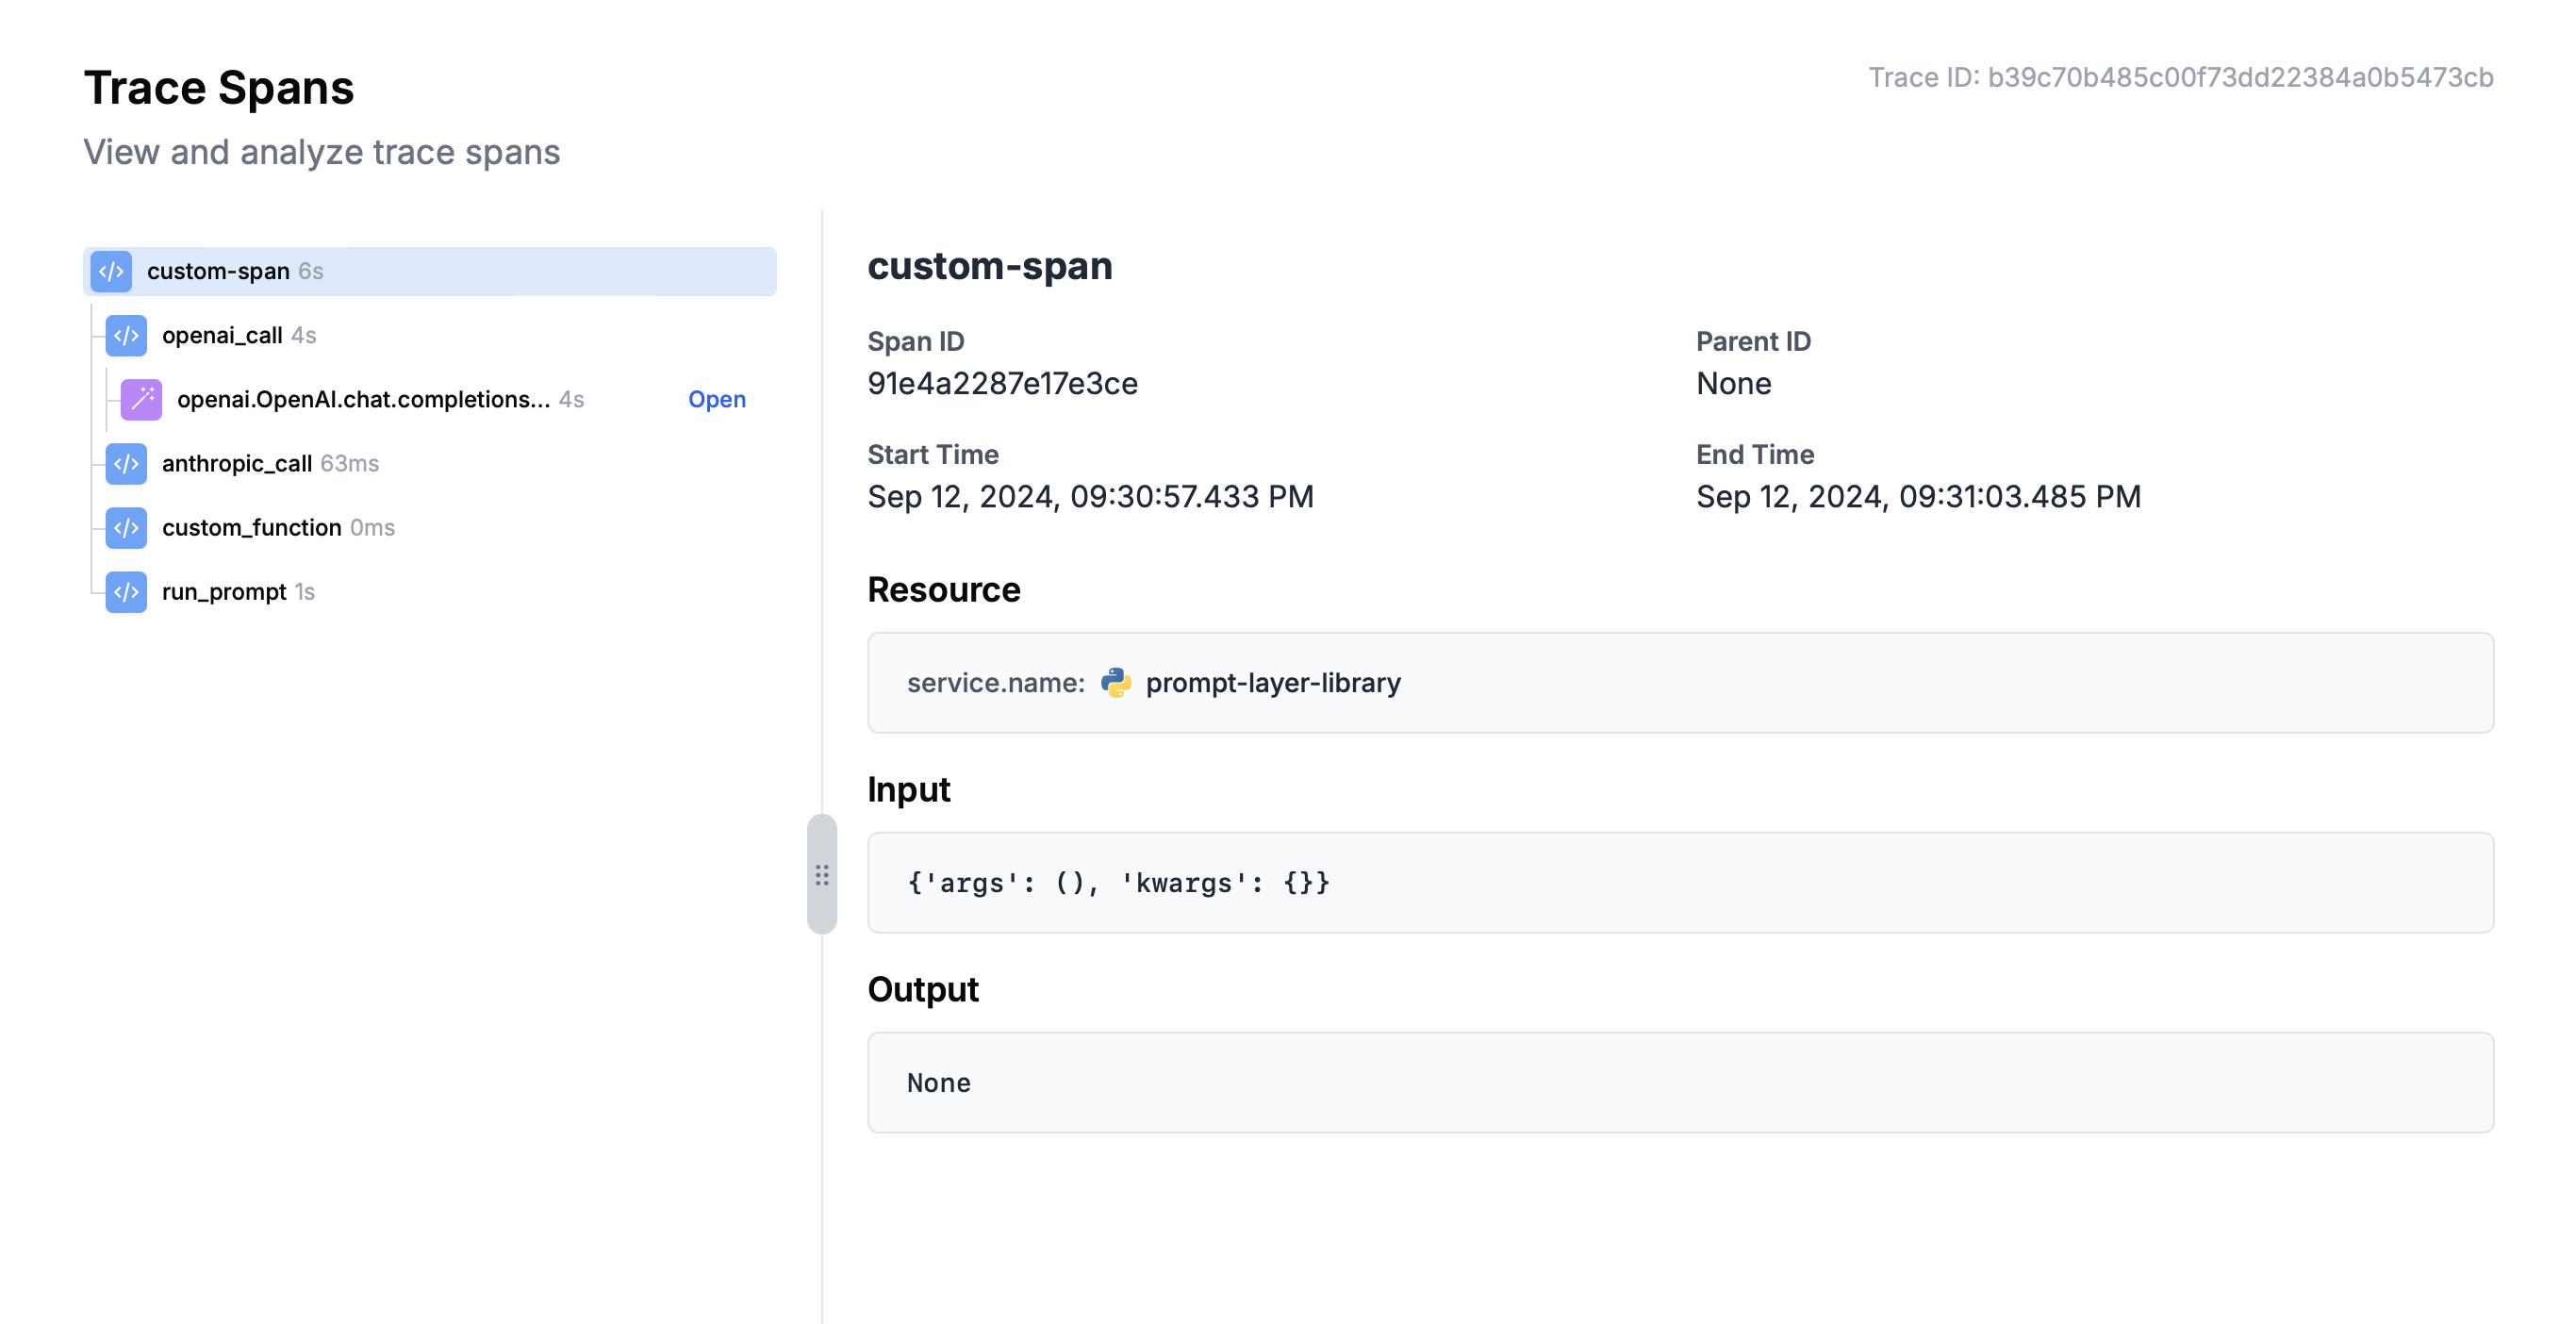 Trace Spans
Trace ID: b39c70b485c00f73dd22384a0b5473cb
View and analyze trace spans
custom-span 6s
openai_call 4s
openai.OpenAI.chat.completions... 4s Open
anthropic_call 63ms
custom_function 0ms
run_prompt 1s
custom-span
Span ID
91e4a2287e17e3ce
Parent ID
None
Start Time
Sep 12, 2024, 09:30:57.433 PM
End Time
Sep 12, 2024, 09:31:03.485 PM
Resource
service.name: prompt-layer-library
Input
{'args': (), 'kwargs': {}}
Output
None